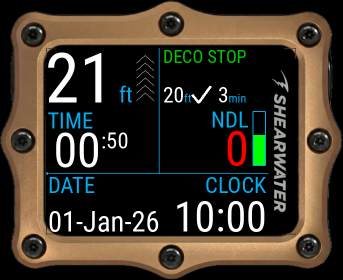 DECO STOP
21 ft
20ft✓ 3min
TIME
00:50
NDL
0
DATE
CLOCK
01-Jan-26
10:00
SHEARWATER